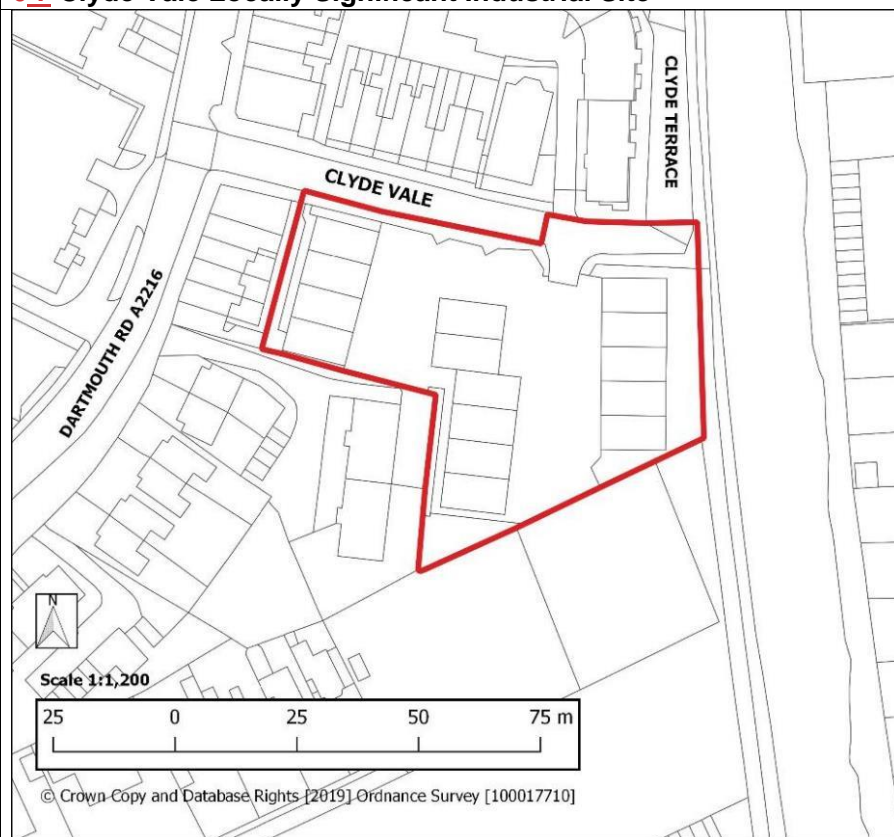 Clyde Vale Locally Significant Industrial Site
CLYDE TERRACE
CLYDE VALE
DARTMOUTH RD A2216
N
Scale 1:1,200
25 0 25 50 75 m
© Crown Copy and Database Rights [2019] Ordnance Survey [100017710]